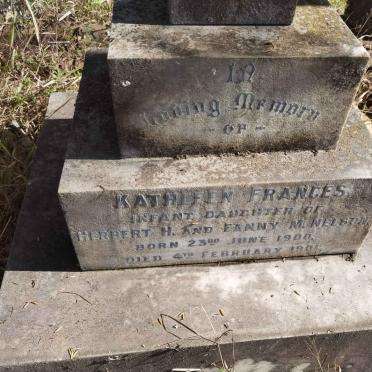 IN
Loving Memory
- OF -
KATHLEEN FRANCES
INFANT DAUGHTER OF
HERBERT H. AND FANNY M. NELSON
BORN 23RD JUNE 1900.
DIED 4TH FEBRUARY 1901.